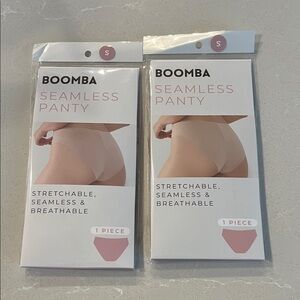 S
BOOMBA
SEAMLESS
PANTY
STRETCHABLE,
SEAMLESS &
BREATHABLE
1 PIECE
S
BOOMBA
SEAMLESS
PANTY
STRETCHABLE,
SEAMLESS &
BREATHABLE
1 PIECE